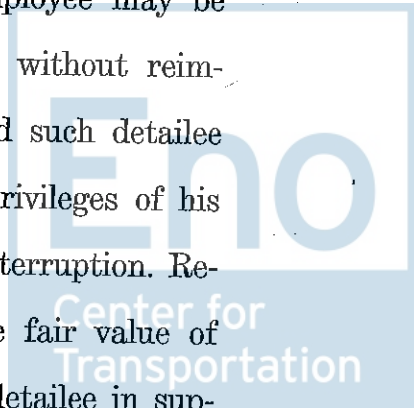 ployee may be
without reim-
d such detailee
rivileges of his
terruption. Re-
e fair value of
detailee in sup-
Eno
Center for
Transportation